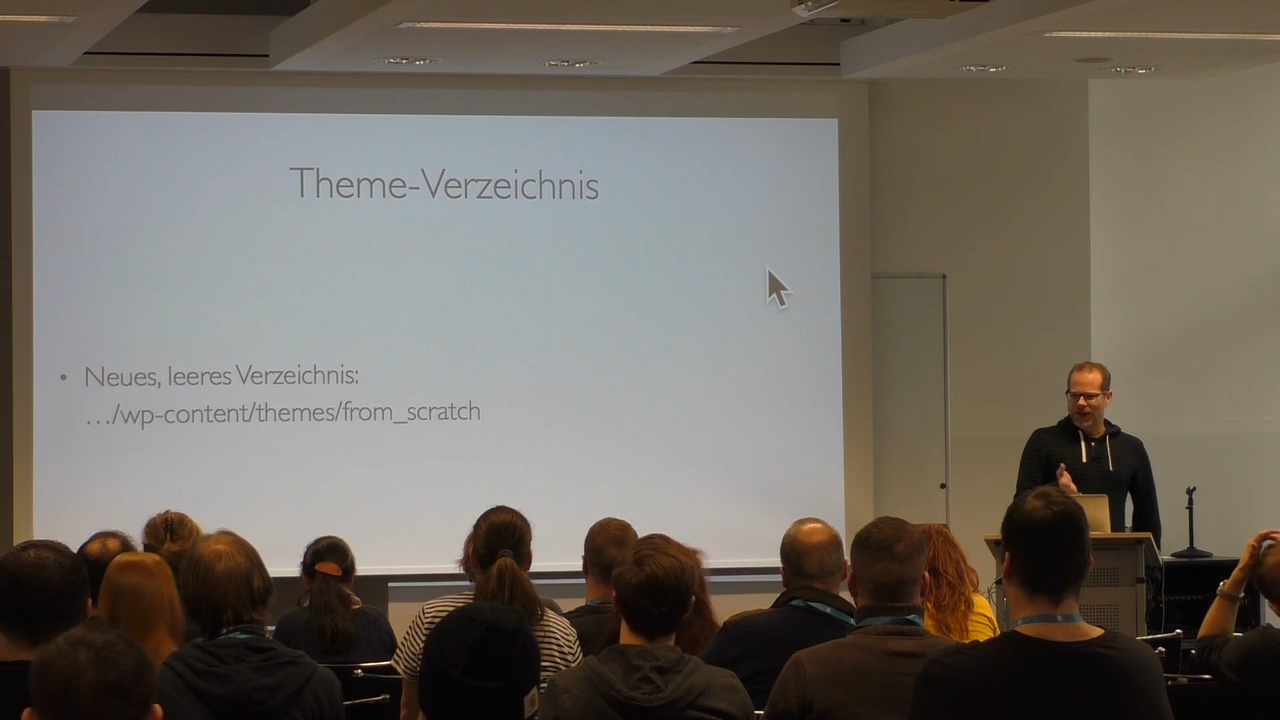 Theme-Verzeichnis
• Neues, leeres Verzeichnis:
…/wp-content/themes/from_scratch